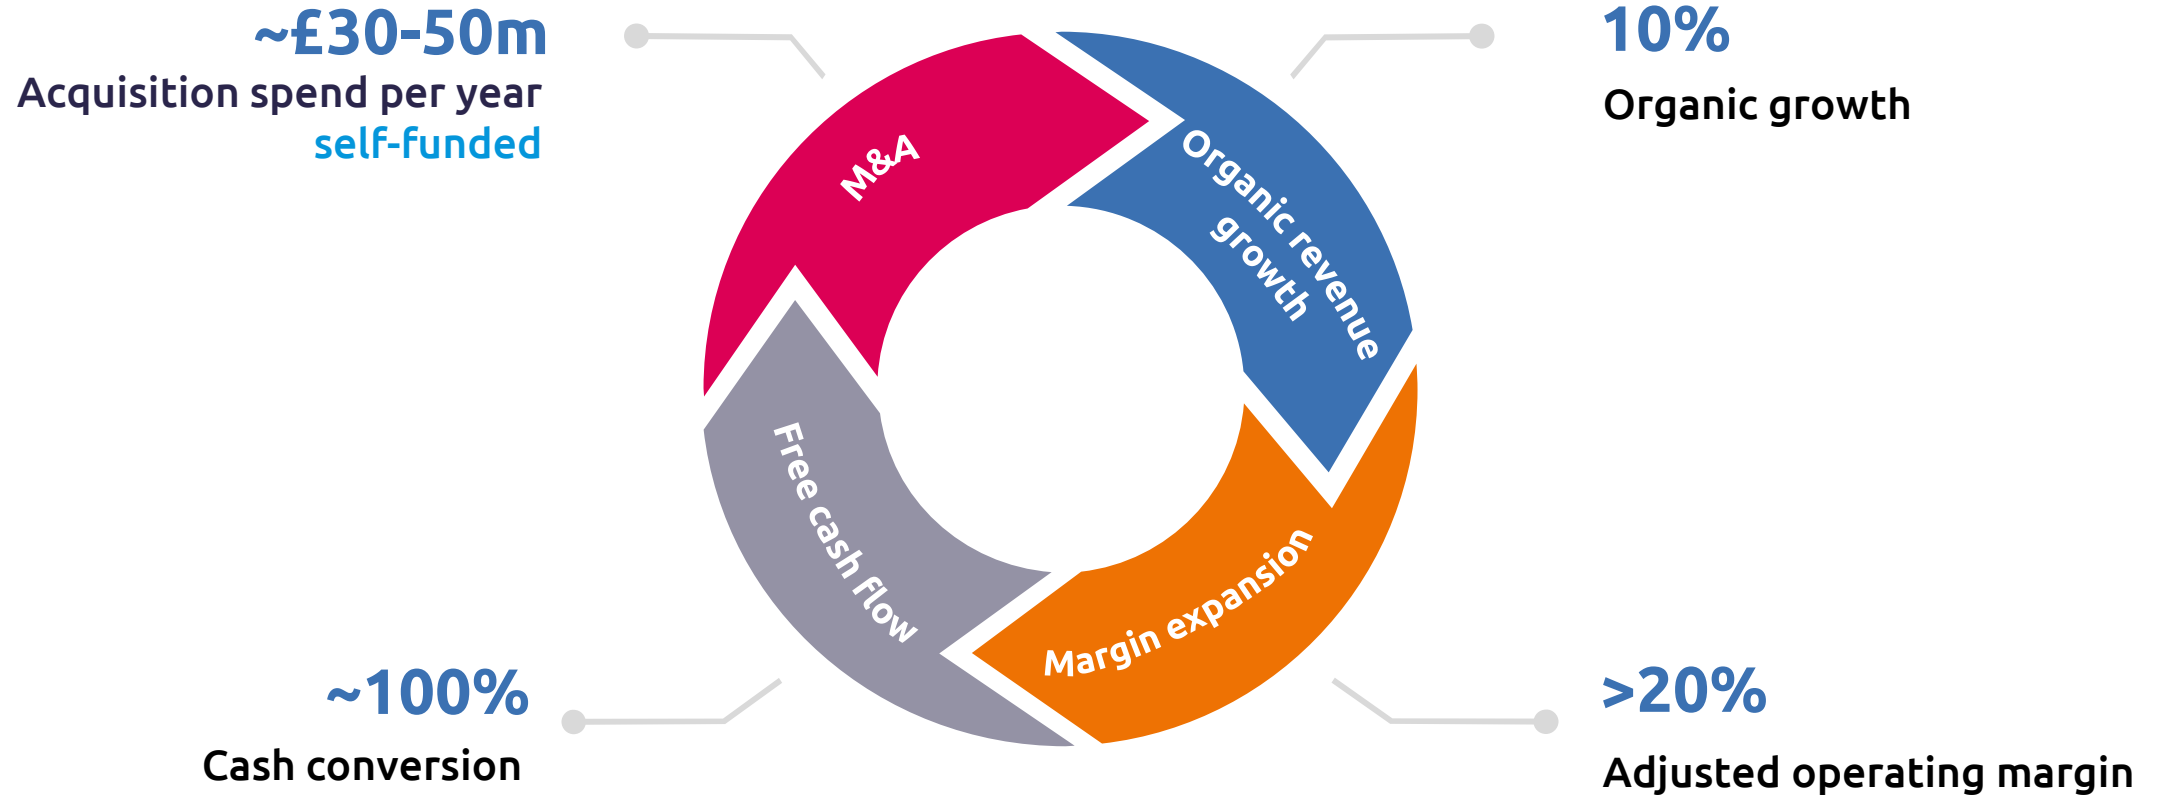 ~£30-50m
Acquisition spend per year
self-funded
10%
Organic growth
M&A
Organic revenue
growth
Free cash flow
Margin expansion
~100%
Cash conversion
>20%
Adjusted operating margin